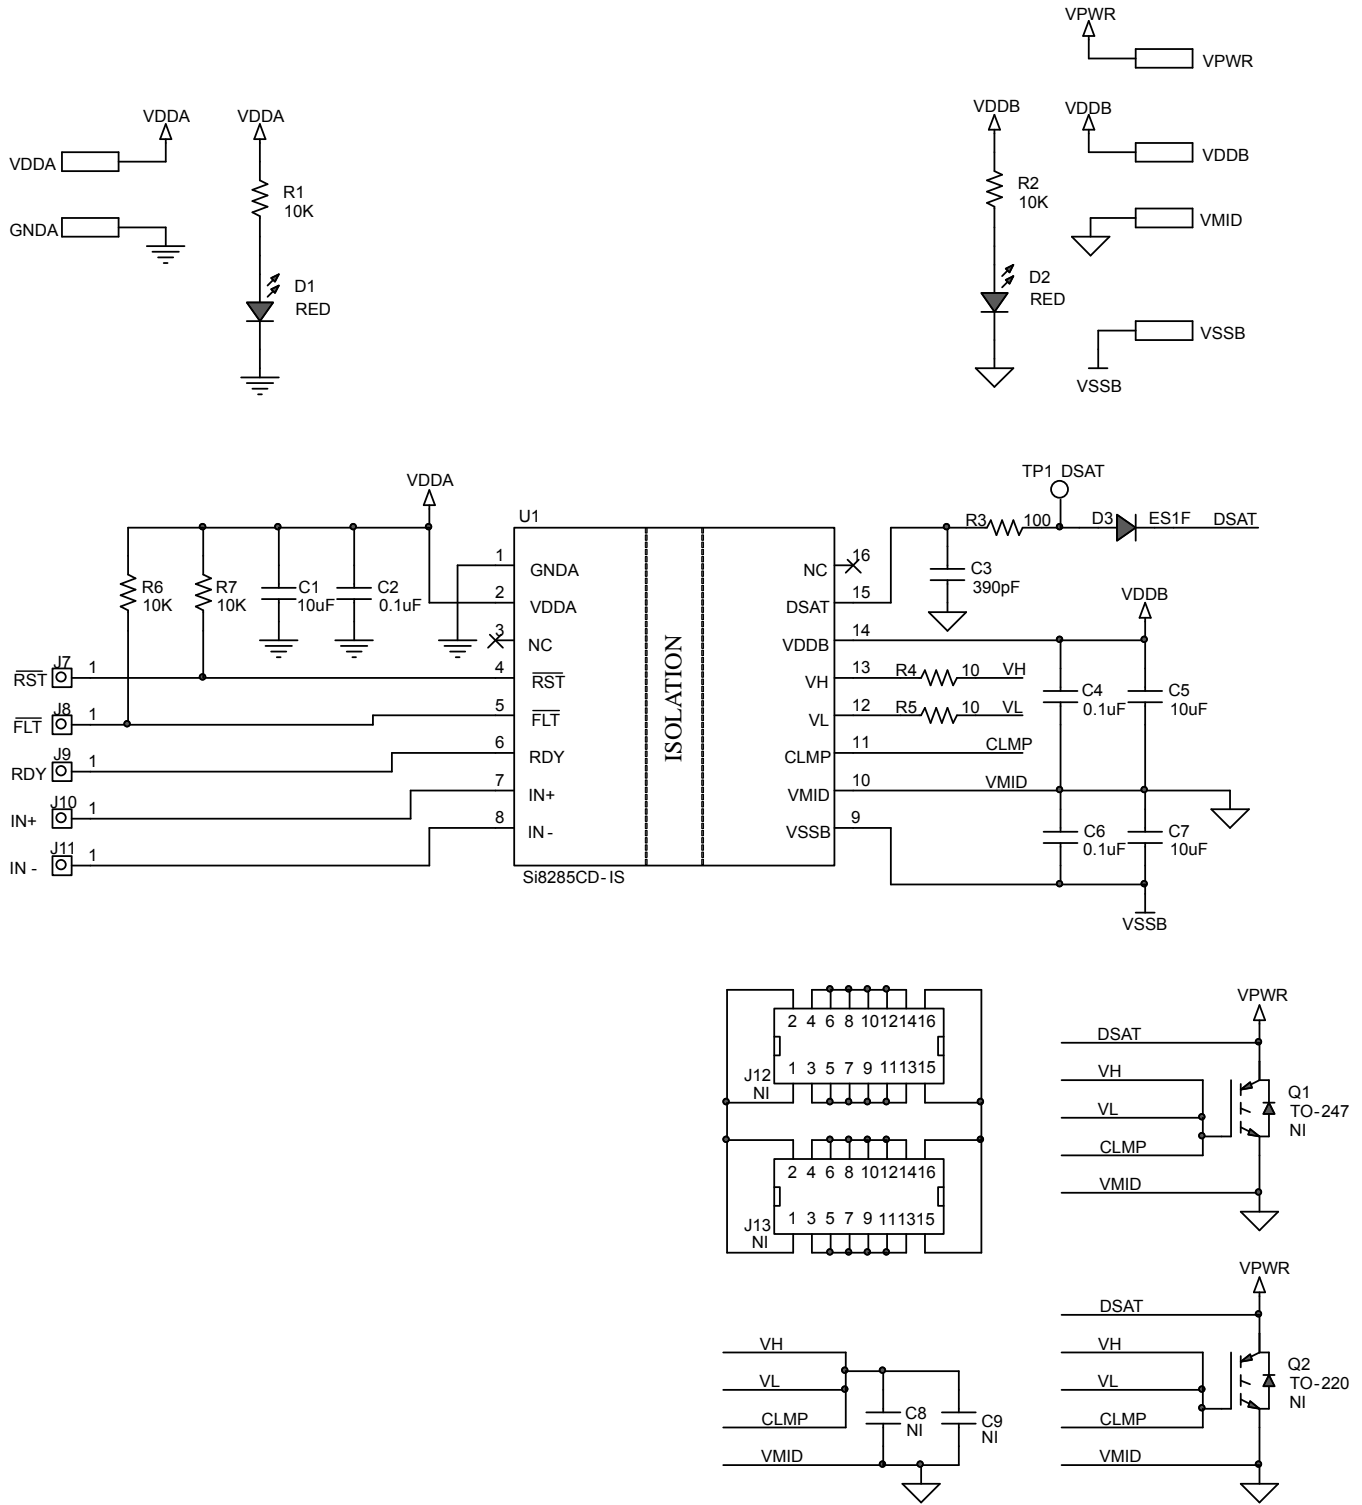 VPWR
VPWR
VDDA
VDDA
VDDB
VDDB
VDDA
VDDB
R1
10K
R2
10K
GNDA
VMID
D1
RED
D2
RED
VSSB
VSSB
TP1 DSAT
VDDA
U1
R3 100
D3 ES1F DSAT
R6
10K
R7
10K
C1
10uF
C2
0.1uF
C3
390pF
VDDB
1 GNDA
2 VDDA
3 NC
4 RST
5 FLT
6 RDY
7 IN+
8 IN-
ISOLATION
NC 16
DSAT 15
VDDB 14
VH 13 R4 10 VH
VL 12 R5 10 VL
CLMP 11 CLMP
VMID 10 VMID
VSSB 9
C4
0.1uF
C5
10uF
C6
0.1uF
C7
10uF
VSSB
J7
RST 1
J8
FLT 1
J9
RDY 1
J10
IN+ 1
J11
IN - 1
Si8285CD-IS
2 4 6 8 10 12 14 16
1 3 5 7 9 11 13 15
J12
NI
2 4 6 8 10 12 14 16
1 3 5 7 9 11 13 15
J13
NI
VPWR
DSAT
VH
VL
CLMP
VMID
Q1
TO-247
NI
VPWR
DSAT
VH
VL
CLMP
VMID
Q2
TO-220
NI
VH
VL
CLMP
VMID
C8
NI
C9
NI